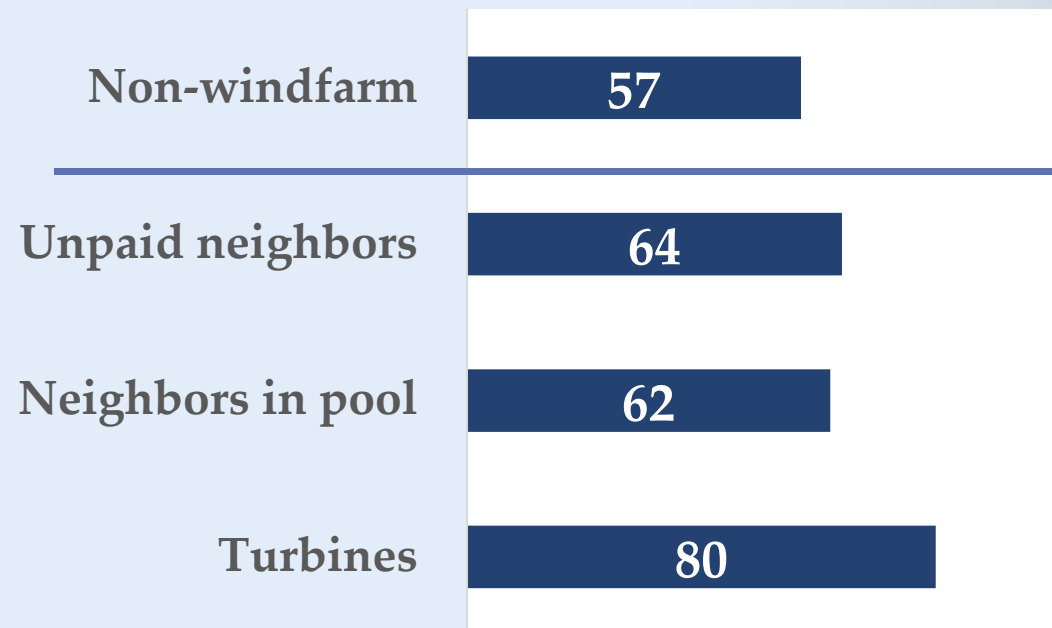 Non-windfarm 57
Unpaid neighbors 64
Neighbors in pool 62
Turbines 80